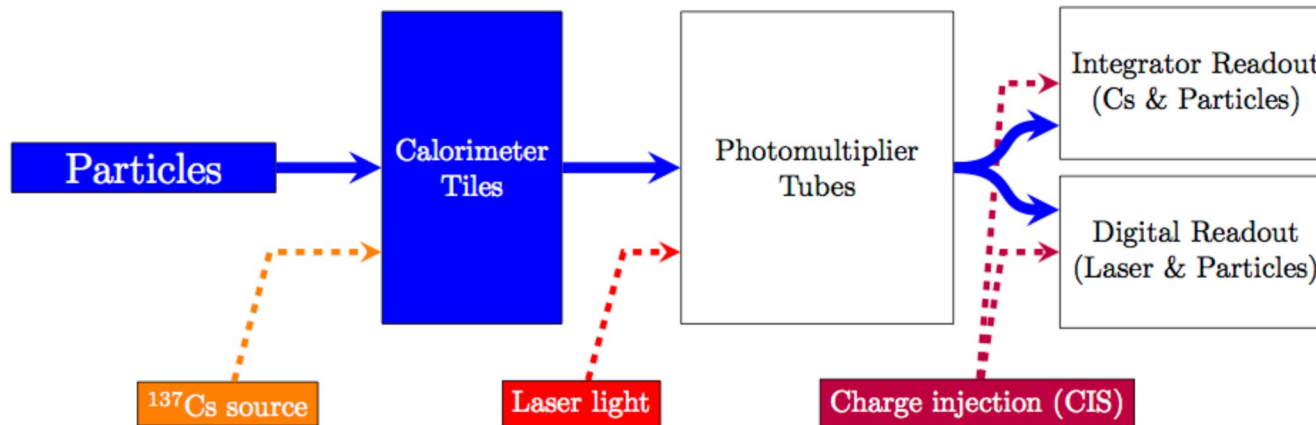 Particles
Calorimeter
Tiles
Photomultiplier
Tubes
Integrator Readout
(Cs & Particles)
Digital Readout
(Laser & Particles)
¹³⁷Cs source
Laser light
Charge injection (CIS)